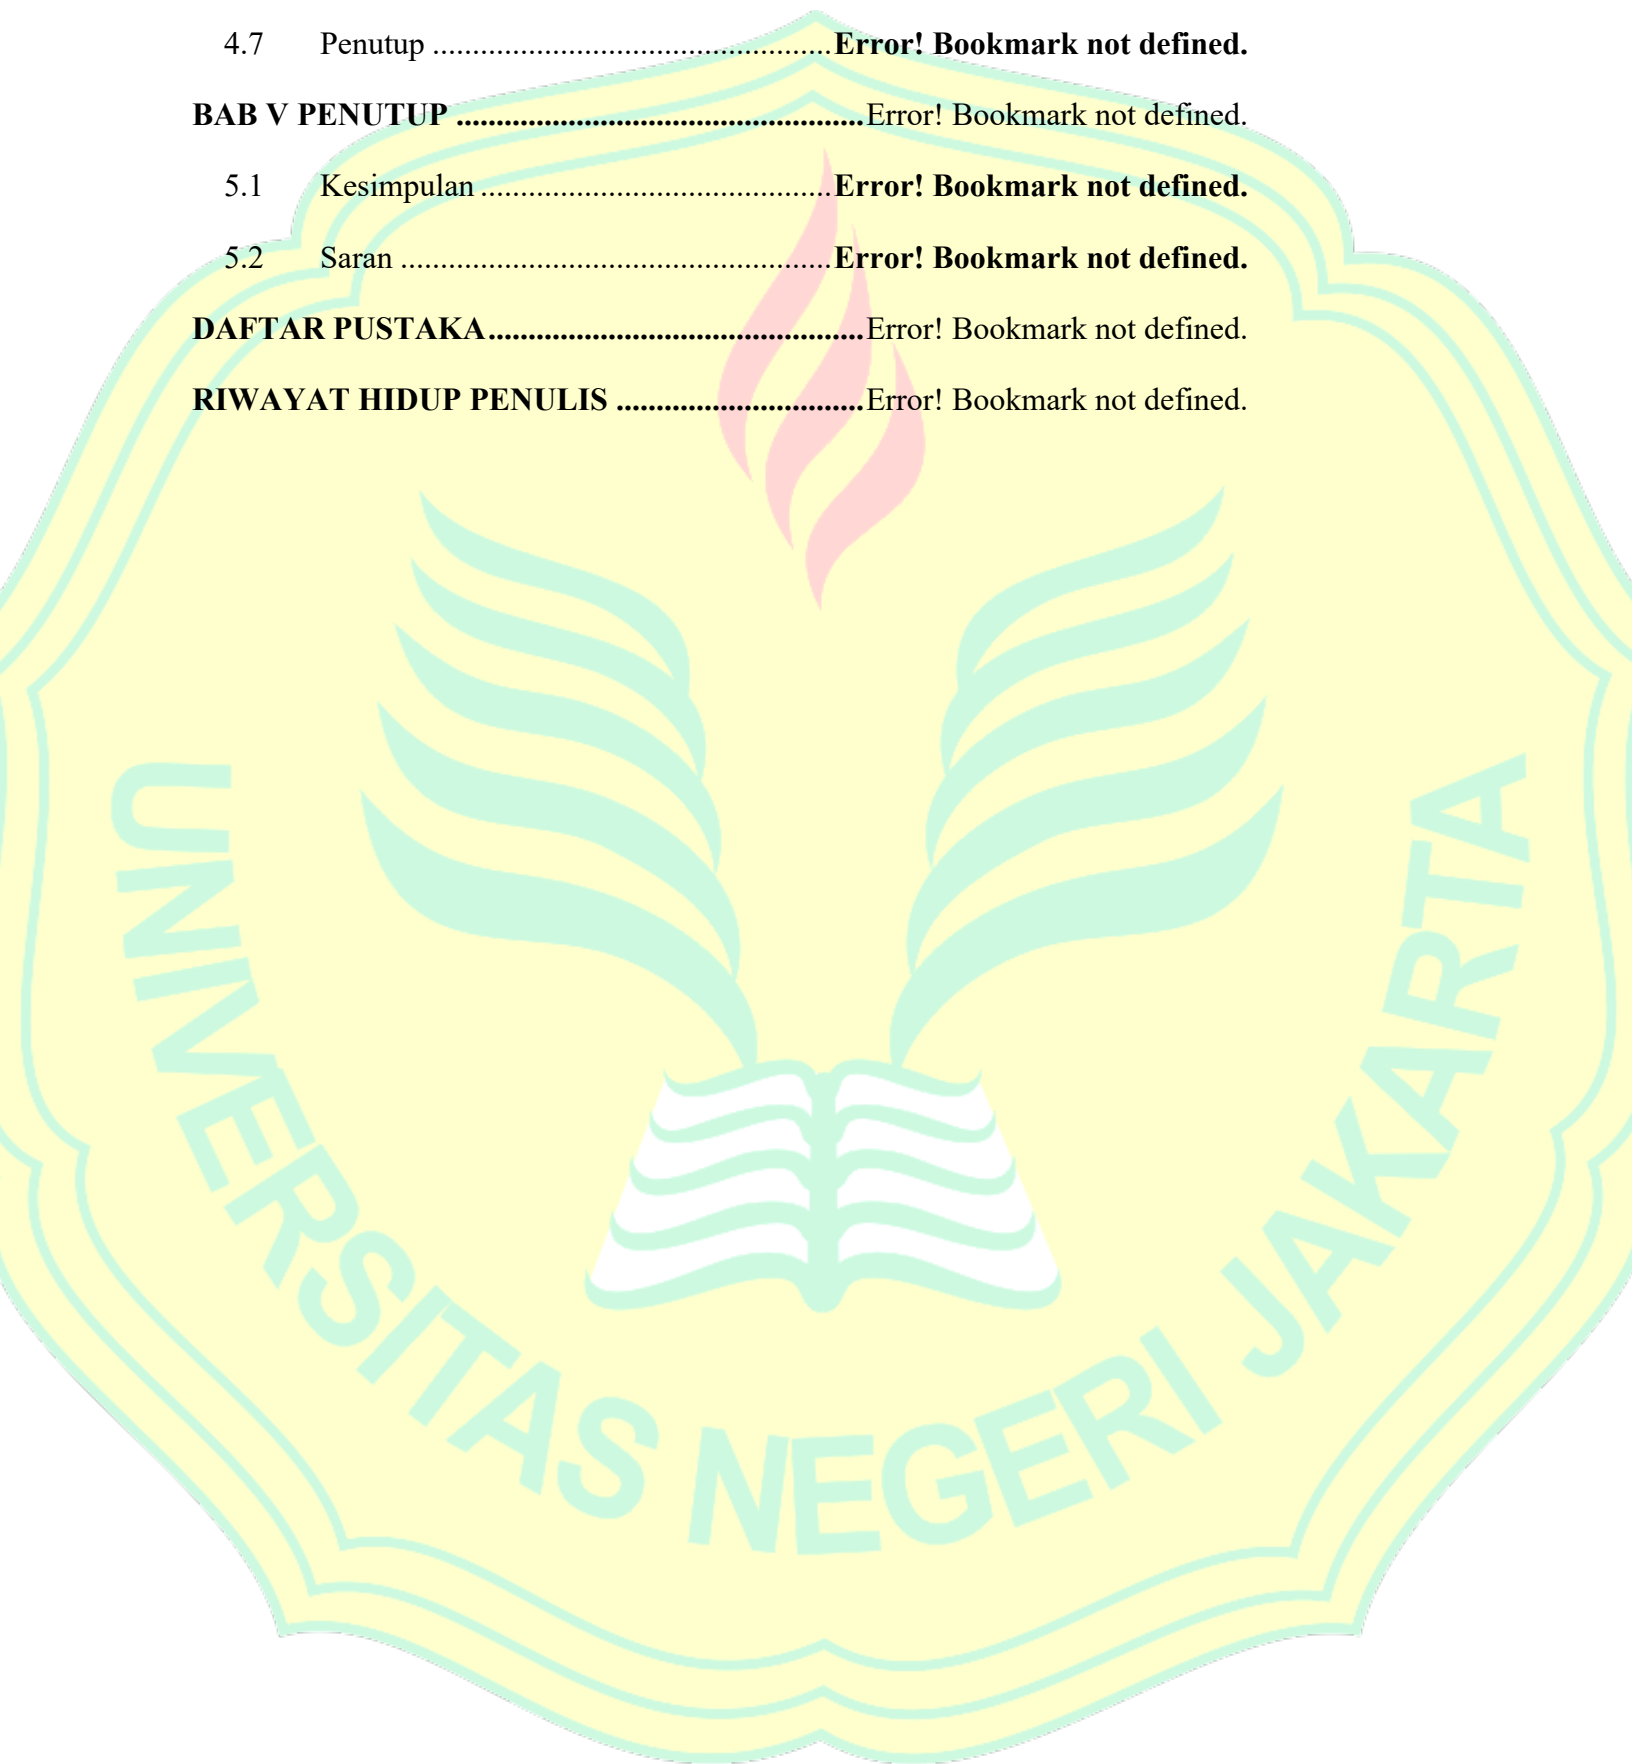 4.7 Penutup ..................................................Error! Bookmark not defined.
BAB V PENUTUP ..................................................Error! Bookmark not defined.
5.1 Kesimpulan ............................................Error! Bookmark not defined.
5.2 Saran ......................................................Error! Bookmark not defined.
DAFTAR PUSTAKA...............................................Error! Bookmark not defined.
RIWAYAT HIDUP PENULIS ...............................Error! Bookmark not defined.
UNIVERSITAS NEGERI JAKARTA